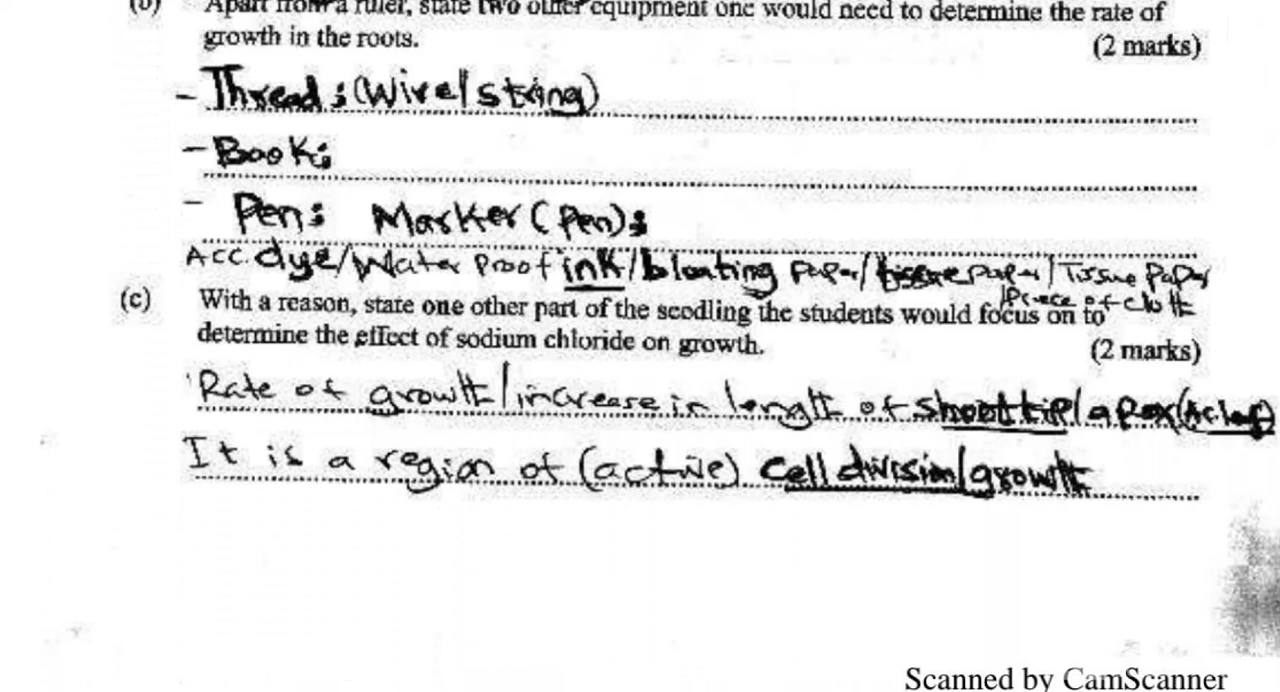 (b) Apart from a ruler, state two other equipment one would need to determine the rate of
growth in the roots. (2 marks)
- Thread; (Wire/string)
- Book;
- Pen; Marker (pen);
Acc. dye/Water Proof ink/bloating paper/tissue paper/Tissue Paper
/Piece of cloth
(c) With a reason, state one other part of the seedling the students would focus on to
determine the effect of sodium chloride on growth. (2 marks)
Rate of growth/increase in length of shoot tip/apex
It is a region of (active) cell division/growth
Scanned by CamScanner